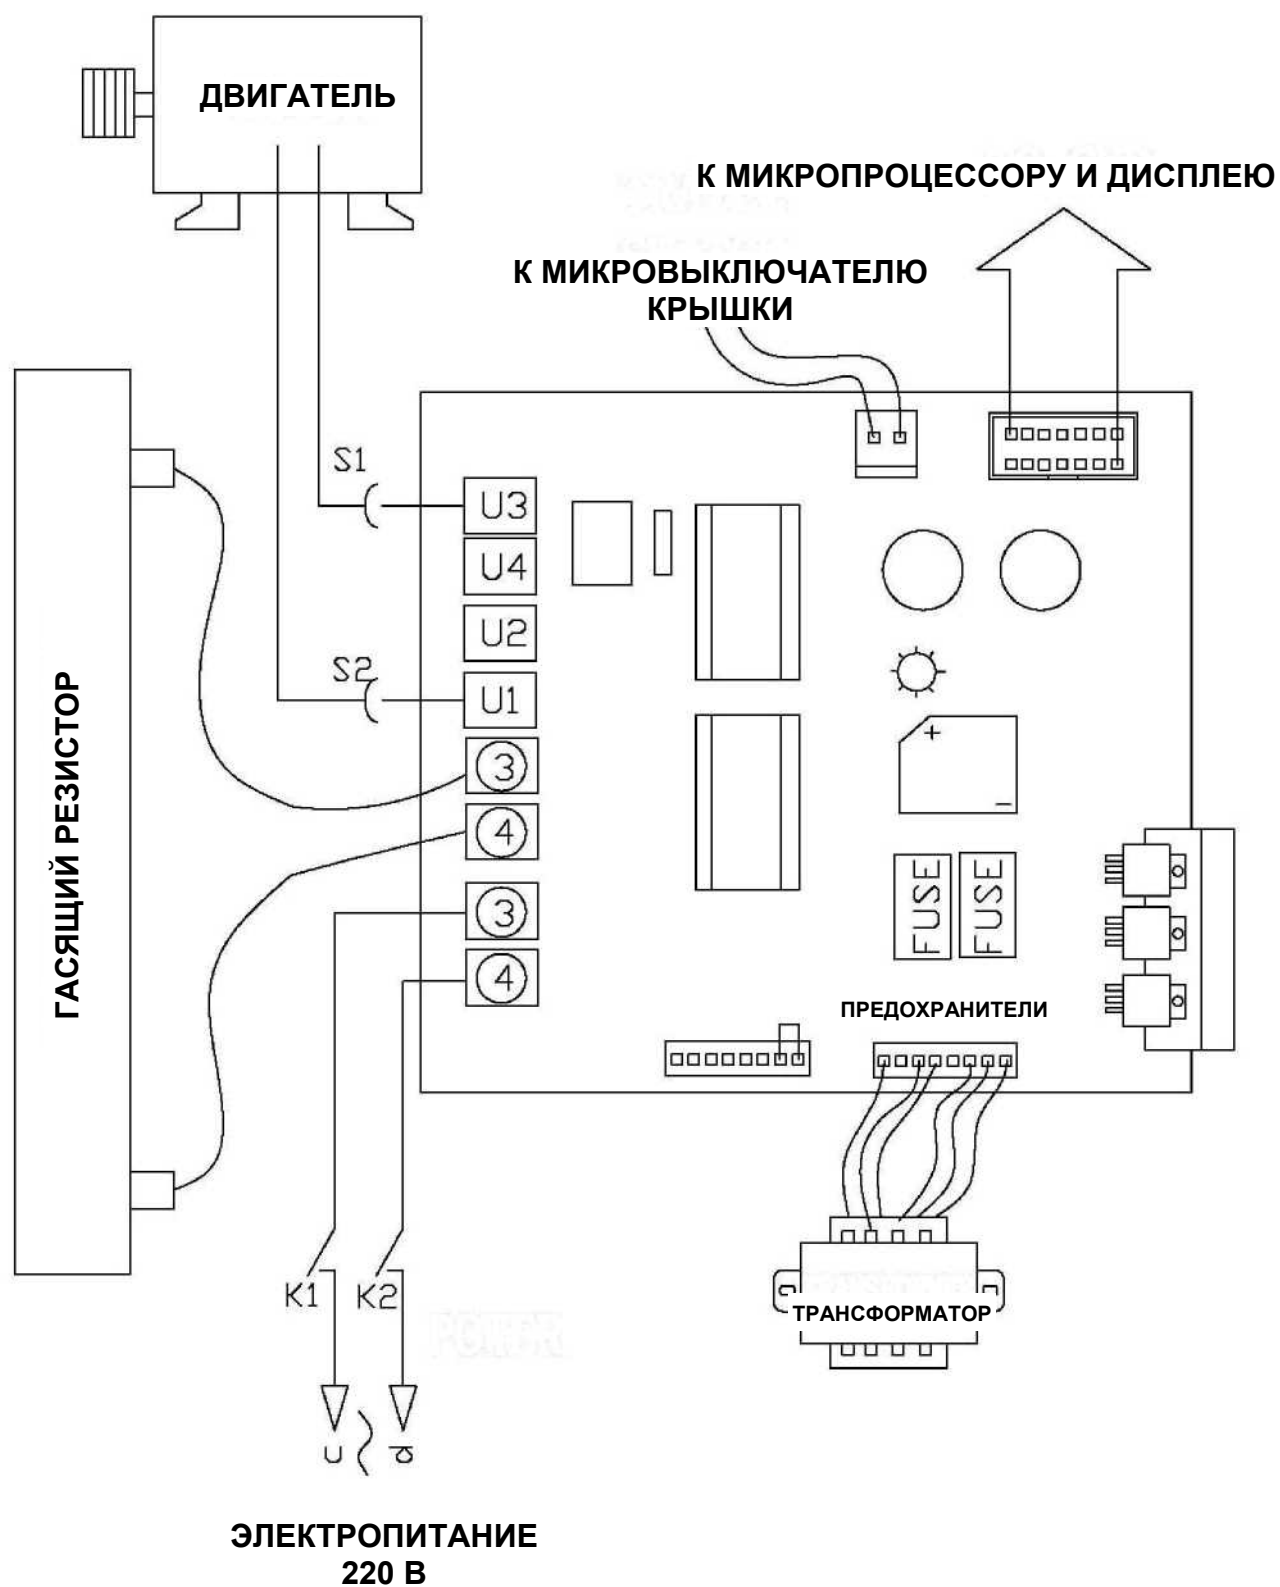 ДВИГАТЕЛЬ
К МИКРОПРОЦЕССОРУ И ДИСПЛЕЮ
К МИКРОВЫКЛЮЧАТЕЛЮ
КРЫШКИ
S1
U3
U4
U2
S2
U1
ГАСЯЩИЙ РЕЗИСТОР
3
+
-
4
FUSE
FUSE
3
4
ПРЕДОХРАНИТЕЛИ
K1
K2
ТРАНСФОРМАТОР
ЭЛЕКТРОПИТАНИЕ
220 В